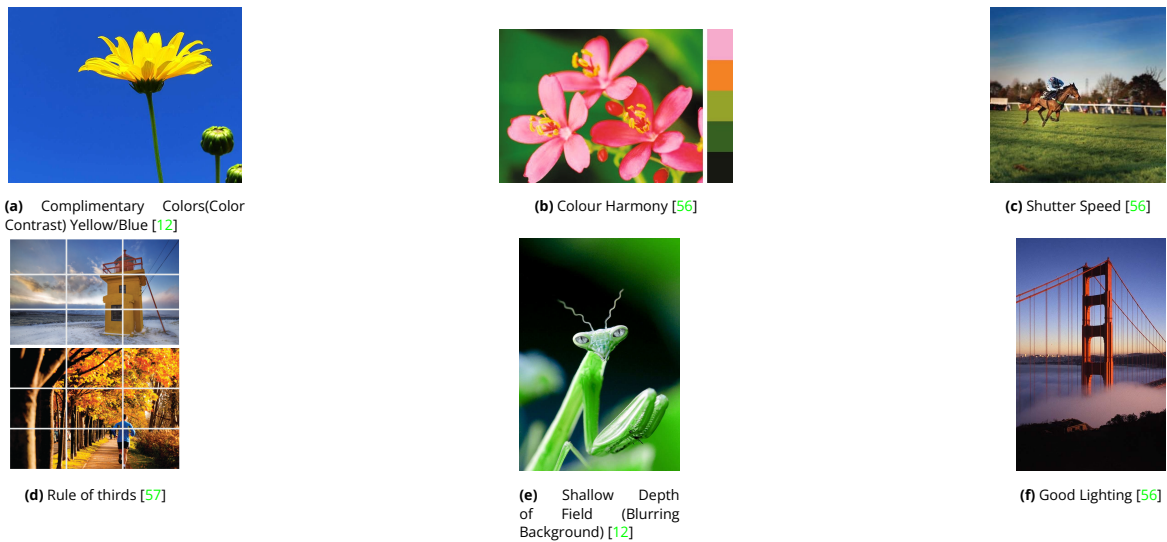 (a) Complimentary Colors(Color
Contrast) Yellow/Blue [12]
(b) Colour Harmony [56]
(c) Shutter Speed [56]
(d) Rule of thirds [57]
(e) Shallow Depth
of Field (Blurring
Background) [12]
(f) Good Lighting [56]